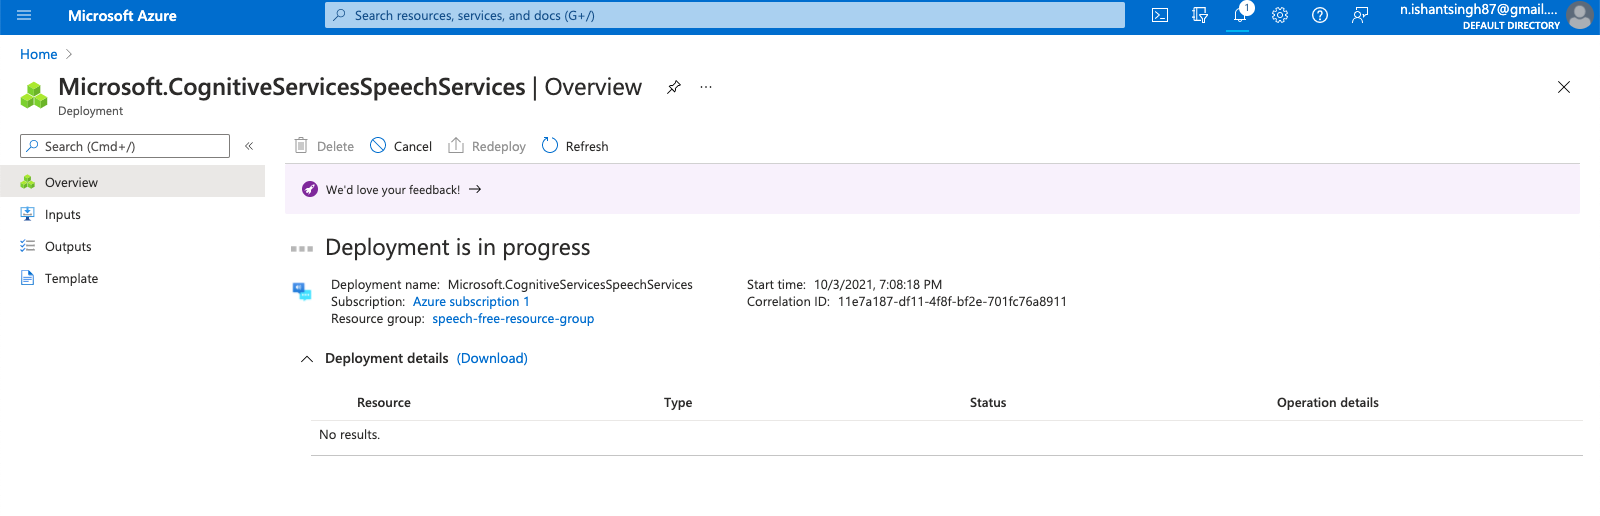 Microsoft Azure
Search resources, services, and docs (G+/)
1
n.ishantsingh87@gmail....
DEFAULT DIRECTORY
Home
Microsoft.CognitiveServicesSpeechServices | Overview
...
Deployment
Search (Cmd+/)
«
Delete
Cancel
Redeploy
Refresh
Overview
We'd love your feedback! →
Inputs
Outputs
Template
Deployment is in progress
Deployment name: Microsoft.CognitiveServicesSpeechServices
Subscription: Azure subscription 1
Resource group: speech-free-resource-group
Start time: 10/3/2021, 7:08:18 PM
Correlation ID: 11e7a187-df11-4f8f-bf2e-701fc76a8911
Deployment details (Download)
Resource Type Status Operation details
No results.